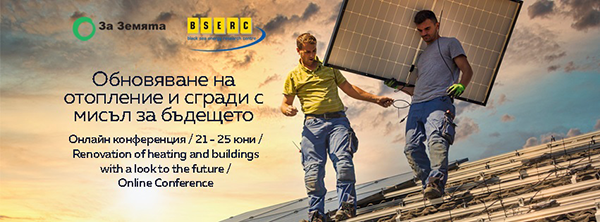 За Земята
BSERC
Обновяване на
отопление и сгради с
мисъл за бъдещето
Онлайн конференция / 21 - 25 юни /
Renovation of heating and buildings
with a look to the future /
Online Conference